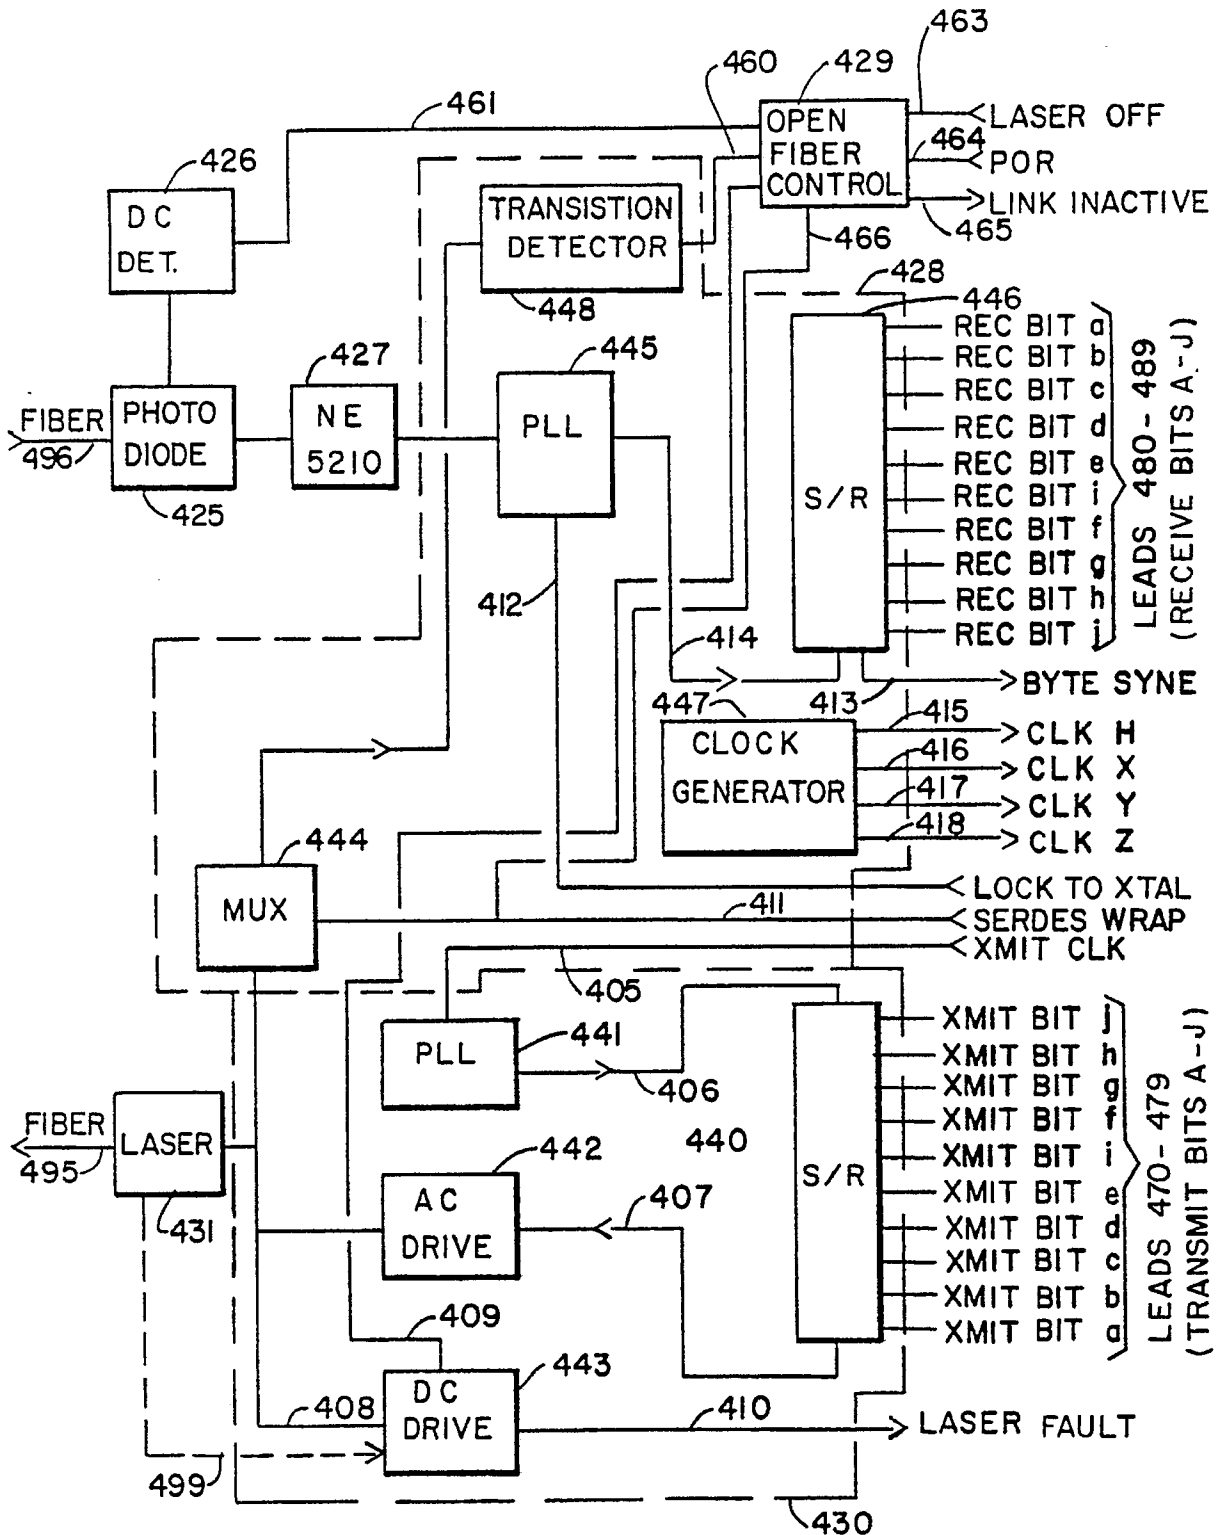 463
460
429
461
OPEN
FIBER
CONTROL
LASER OFF
464
POR
LINK INACTIVE
465
466
426
DC
DET.
TRANSISTION
DETECTOR
448
428
446
REC BIT a
REC BIT b
REC BIT c
REC BIT d
REC BIT e
REC BIT i
REC BIT f
REC BIT g
REC BIT h
REC BIT j
S/R
LEADS 480-489
(RECEIVE BITS A-J)
427
445
FIBER
496
PHOTO
DIODE
425
NE
5210
PLL
412
414
413
BYTE SYNE
447
CLOCK
GENERATOR
415
CLK H
416
CLK X
417
CLK Y
418
CLK Z
444
MUX
LOCK TO XTAL
411
SERDES WRAP
XMIT CLK
405
PLL
441
406
440
S/R
XMIT BIT j
XMIT BIT h
XMIT BIT g
XMIT BIT f
XMIT BIT i
XMIT BIT e
XMIT BIT d
XMIT BIT c
XMIT BIT b
XMIT BIT a
LEADS 470-479
(TRANSMIT BITS A-J)
FIBER
495
LASER
431
442
AC
DRIVE
407
409
443
DC
DRIVE
408
410
LASER FAULT
499
430